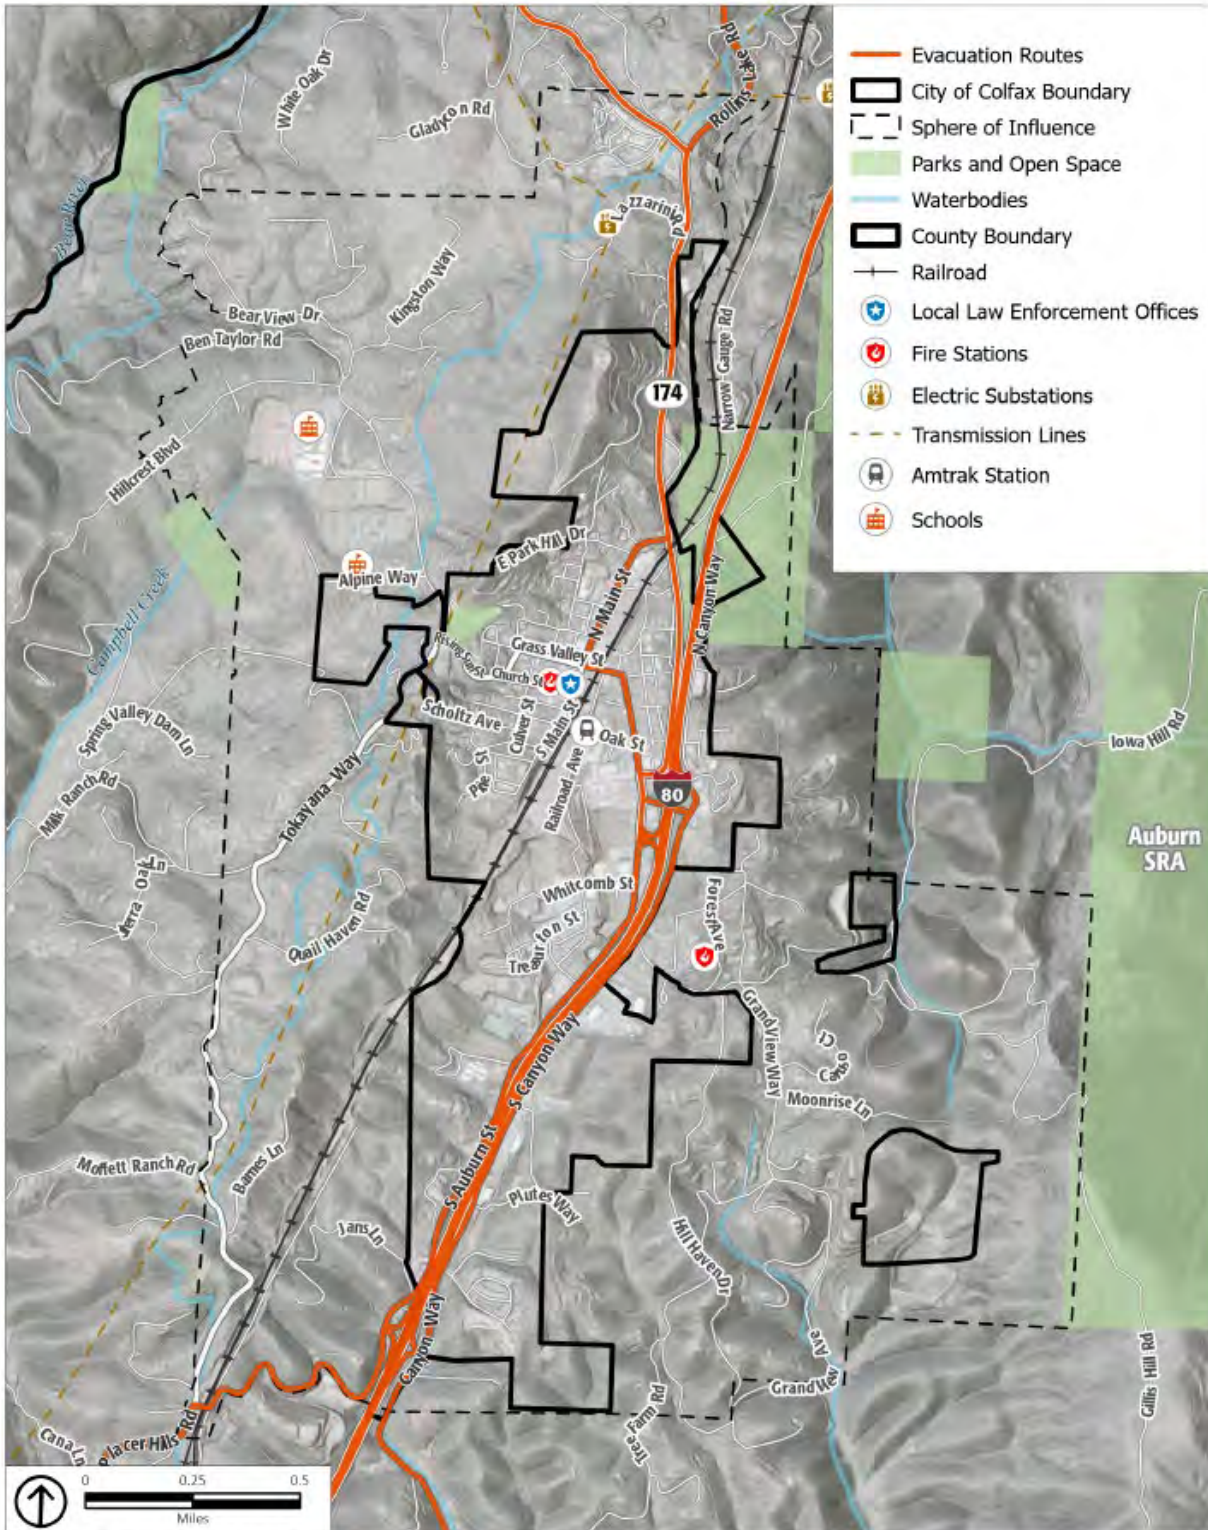 Evacuation Routes
City of Colfax Boundary
Sphere of Influence
Parks and Open Space
Waterbodies
County Boundary
Railroad
Local Law Enforcement Offices
Fire Stations
Electric Substations
Transmission Lines
Amtrak Station
Schools
White Oak Dr
Gladycon Rd
Rollins Lake Rd
Bear River
Lazzarini Rd
Kingston Way
Bear View Dr
Ben Taylor Rd
Narrow Gauge Rd
174
Hillcrest Blvd
E Park Hill Dr
Alpine Way
N Main St
N Canyon Way
Campbell Creek
Rising Sun St
Grass Valley St
Church St
Scholtz Ave
Culver St
S Main St
Oak St
Spring Valley Dam Ln
Iowa Hill Rd
Pine St
Railroad Ave
80
Milk Ranch Rd
Tokayana Way
Auburn
SRA
Jerra Oak Ln
Whitcomb St
Forest Ave
Quail Haven Rd
Treaurton St
Grand View Way
S Canyon Way
Carso Ct
Moonrise Ln
Moffett Ranch Rd
Barnes Ln
S Auburn St
Plutes Way
Jans Ln
Hill Haven Dr
Canyon Way
Grand View
Ave
Gillis Hill Rd
Tree Farm Rd
Placer Hills Rd
Cana Ln
0 0.25 0.5
Miles